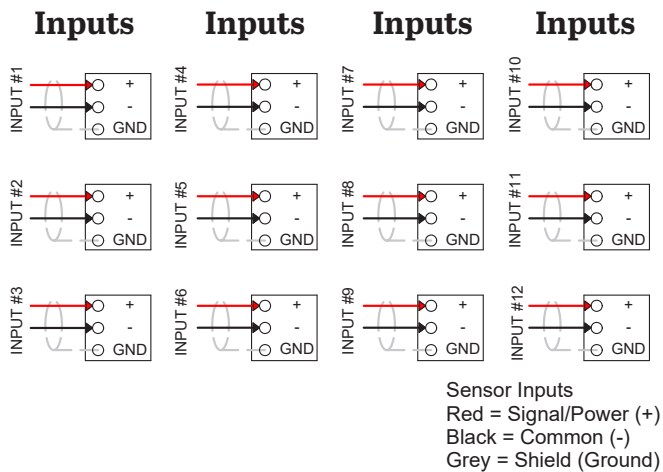 Inputs
INPUT #1
+
-
GND
INPUT #2
+
-
GND
INPUT #3
+
-
GND
Inputs
INPUT #4
+
-
GND
INPUT #5
+
-
GND
INPUT #6
+
-
GND
Inputs
INPUT #7
+
-
GND
INPUT #8
+
-
GND
INPUT #9
+
-
GND
Inputs
INPUT #10
+
-
GND
INPUT #11
+
-
GND
INPUT #12
+
-
GND
Sensor Inputs
Red = Signal/Power (+)
Black = Common (-)
Grey = Shield (Ground)